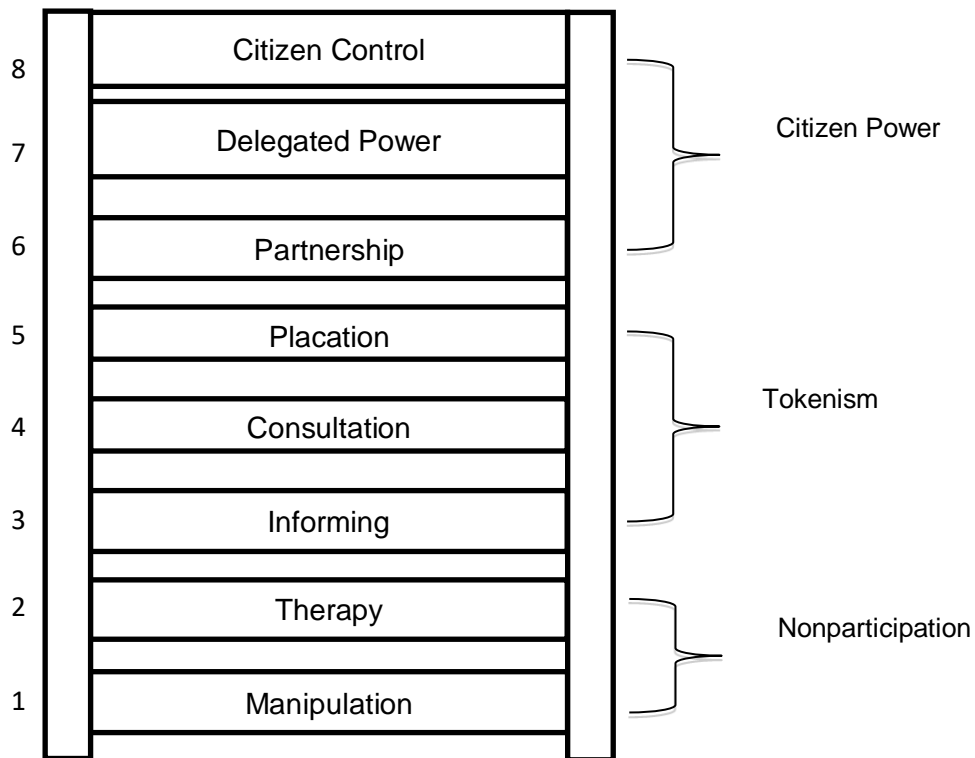 8
Citizen Control
Citizen Power
7
Delegated Power
6
Partnership
5
Placation
Tokenism
4
Consultation
3
Informing
2
Therapy
Nonparticipation
1
Manipulation